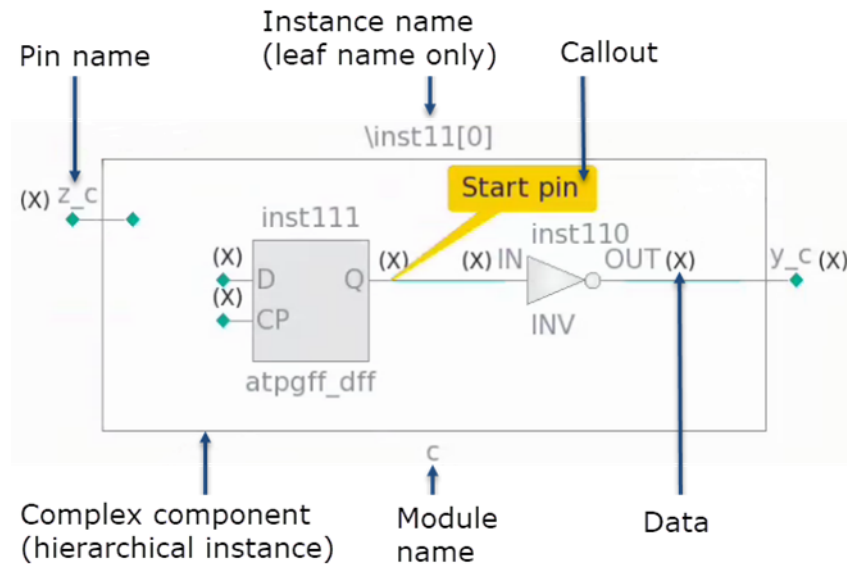 Instance name
(leaf name only)
Pin name
Callout
\inst11[0]
(X) z_c
Start pin
inst111
inst110
(X)
D
Q
(X)
(X) IN
OUT (X)
y_c (X)
(X)
CP
INV
atpgff_dff
c
Complex component
(hierarchical instance)
Module
name
Data